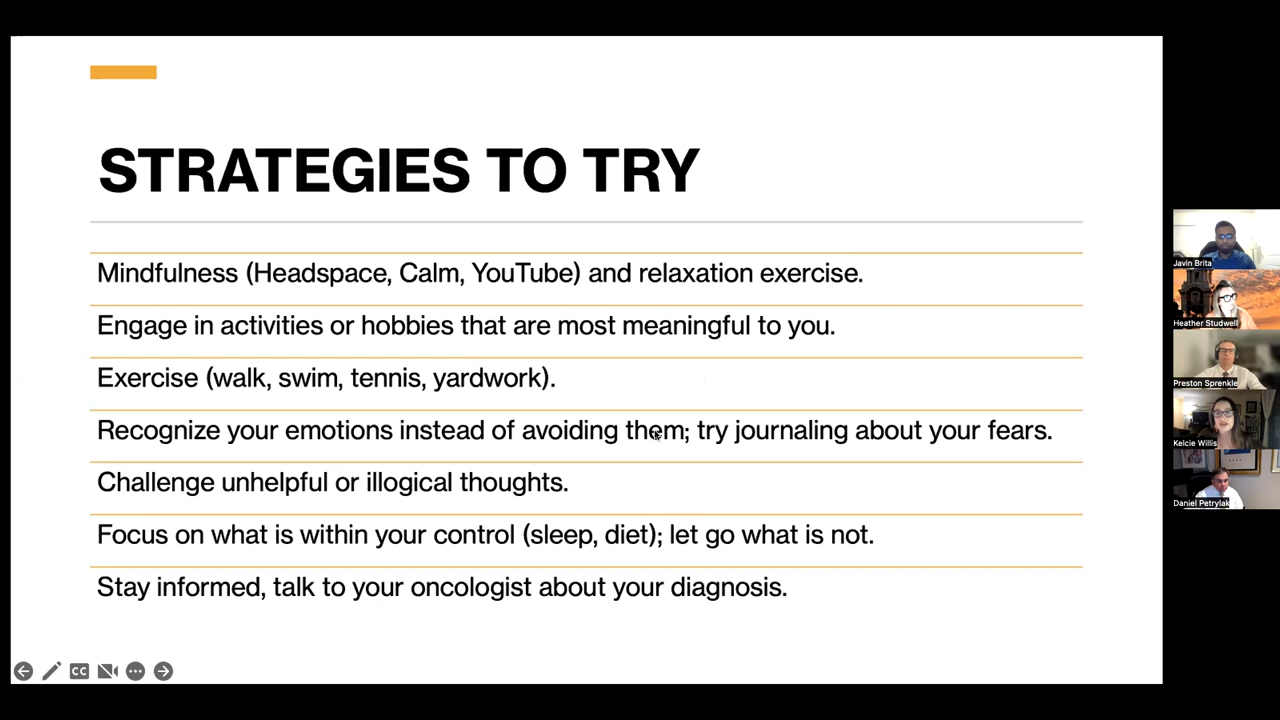 STRATEGIES TO TRY
Mindfulness (Headspace, Calm, YouTube) and relaxation exercise.
Engage in activities or hobbies that are most meaningful to you.
Exercise (walk, swim, tennis, yardwork).
Recognize your emotions instead of avoiding them; try journaling about your fears.
Challenge unhelpful or illogical thoughts.
Focus on what is within your control (sleep, diet); let go what is not.
Stay informed, talk to your oncologist about your diagnosis.
CC
Javin Brita
Heather Studwell
Preston Sprenkle
Kelcie Willis
Daniel Petrylak